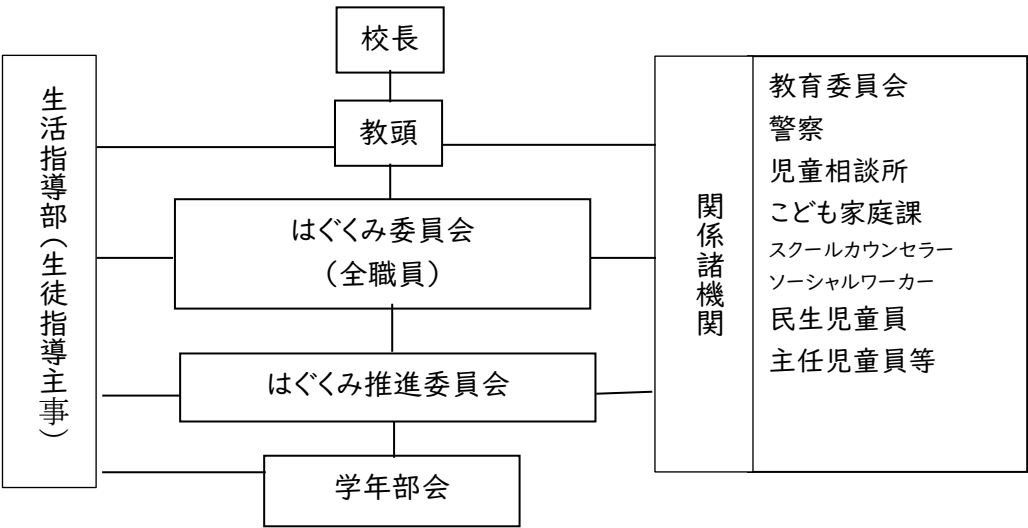 校長
教頭
はぐくみ委員会
（全職員）
はぐくみ推進委員会
学年部会
生活指導部（生徒指導主事）
関係諸機関
教育委員会
警察
児童相談所
こども家庭課
スクールカウンセラー
ソーシャルワーカー
民生児童員
主任児童員等